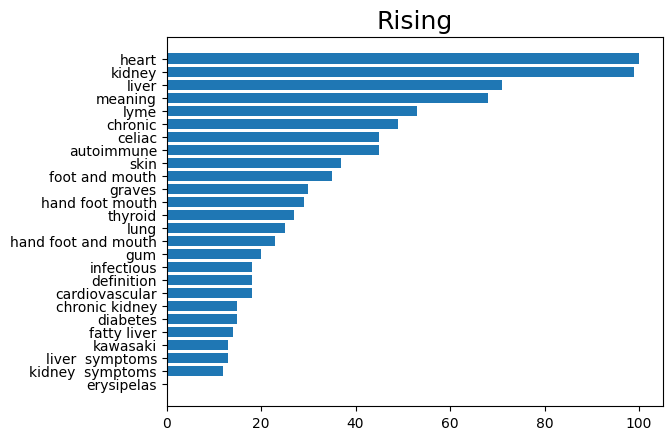 Rising
heart
kidney
liver
meaning
lyme
chronic
celiac
autoimmune
skin
foot and mouth
graves
hand foot mouth
thyroid
lung
hand foot and mouth
gum
infectious
definition
cardiovascular
chronic kidney
diabetes
fatty liver
kawasaki
liver  symptoms
kidney  symptoms
erysipelas
0 20 40 60 80 100